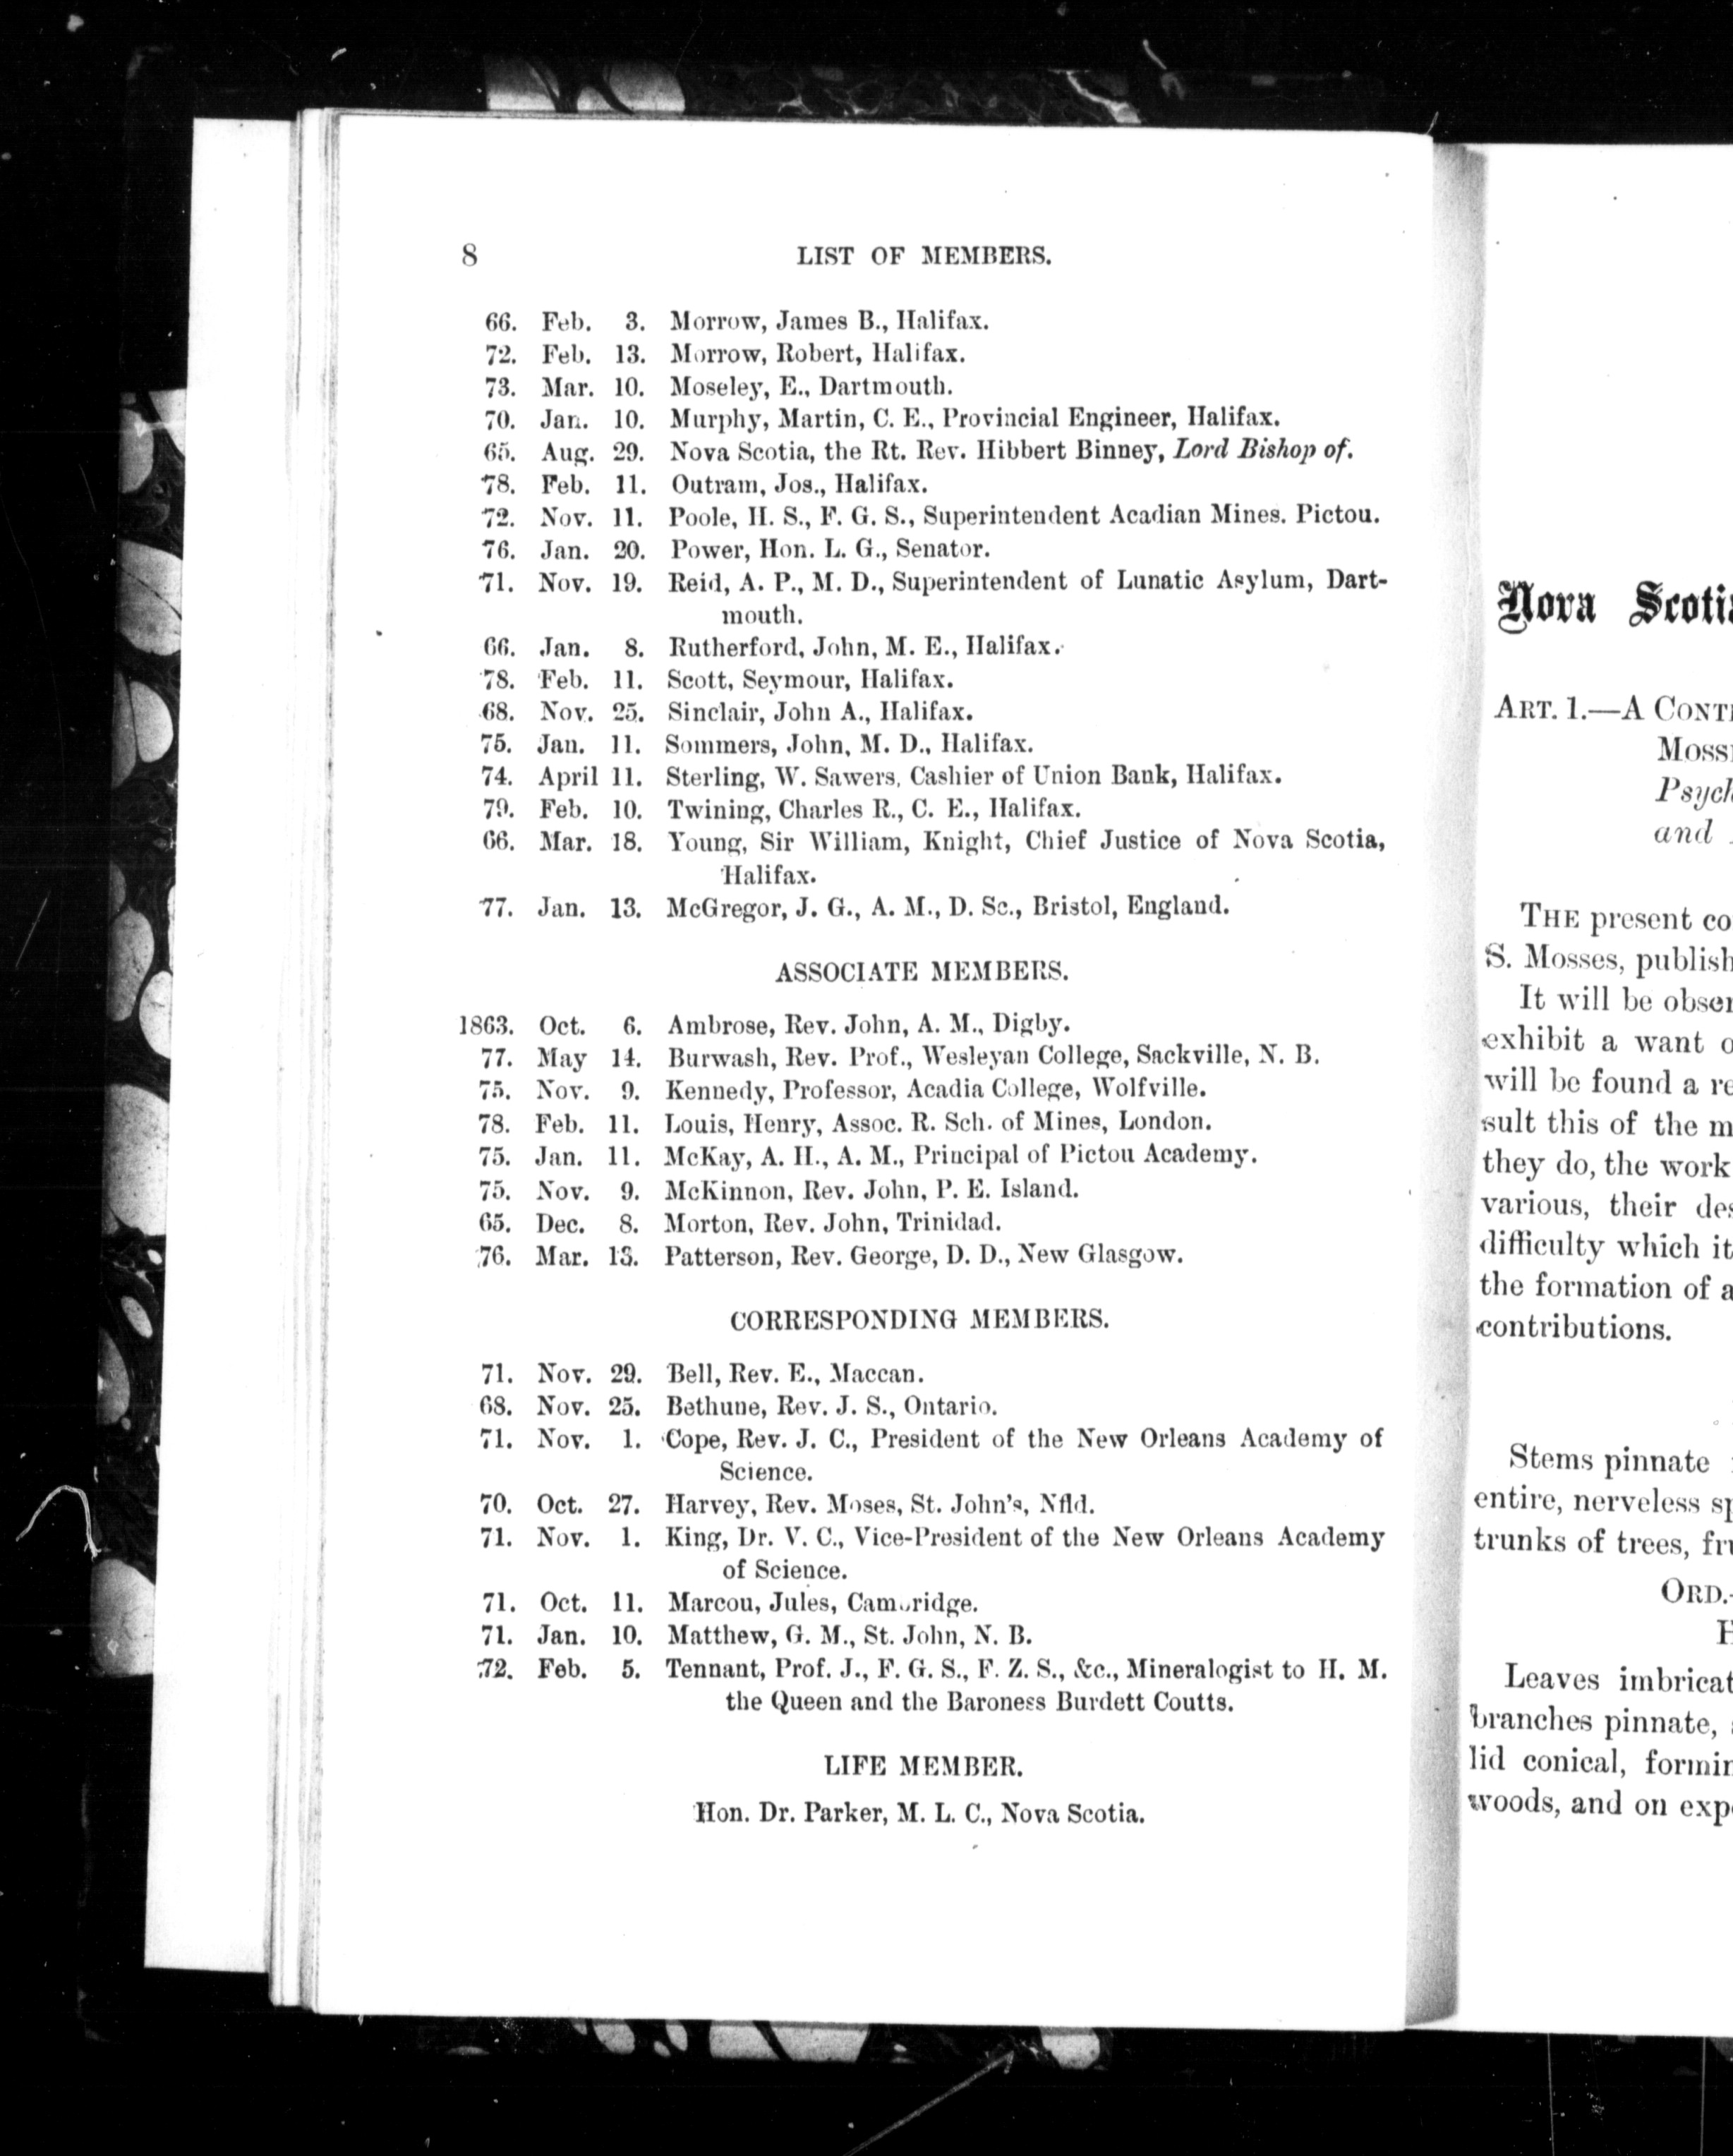 8 LIST OF MEMBERS.
66. Feb. 3. Morrow, James B., Halifax.
72. Feb. 13. Morrow, Robert, Halifax.
73. Mar. 10. Moseley, E., Dartmouth.
70. Jan. 10. Murphy, Martin, C. E., Provincial Engineer, Halifax.
65. Aug. 29. Nova Scotia, the Rt. Rev. Hibbert Binney, Lord Bishop of.
78. Feb. 11. Outram, Jos., Halifax.
72. Nov. 11. Poole, H. S., F. G. S., Superintendent Acadian Mines. Pictou.
76. Jan. 20. Power, Hon. L. G., Senator.
71. Nov. 19. Reid, A. P., M. D., Superintendent of Lunatic Asylum, Dart-
mouth.
66. Jan. 8. Rutherford, John, M. E., Halifax.
78. Feb. 11. Scott, Seymour, Halifax.
68. Nov. 25. Sinclair, John A., Halifax.
75. Jan. 11. Sommers, John, M. D., Halifax.
74. April 11. Sterling, W. Sawers, Cashier of Union Bank, Halifax.
79. Feb. 10. Twining, Charles R., C. E., Halifax.
66. Mar. 18. Young, Sir William, Knight, Chief Justice of Nova Scotia,
Halifax.
77. Jan. 13. McGregor, J. G., A. M., D. Sc., Bristol, England.
ASSOCIATE MEMBERS.
1863. Oct. 6. Ambrose, Rev. John, A. M., Digby.
77. May 14. Burwash, Rev. Prof., Wesleyan College, Sackville, N. B.
75. Nov. 9. Kennedy, Professor, Acadia College, Wolfville.
78. Feb. 11. Louis, Henry, Assoc. R. Sch. of Mines, London.
75. Jan. 11. McKay, A. H., A. M., Principal of Pictou Academy.
75. Nov. 9. McKinnon, Rev. John, P. E. Island.
65. Dec. 8. Morton, Rev. John, Trinidad.
76. Mar. 13. Patterson, Rev. George, D. D., New Glasgow.
CORRESPONDING MEMBERS.
71. Nov. 29. Bell, Rev. E., Maccan.
68. Nov. 25. Bethune, Rev. J. S., Ontario.
71. Nov. 1. Cope, Rev. J. C., President of the New Orleans Academy of
Science.
70. Oct. 27. Harvey, Rev. Moses, St. John's, Nfld.
71. Nov. 1. King, Dr. V. C., Vice-President of the New Orleans Academy
of Science.
71. Oct. 11. Marcou, Jules, Cambridge.
71. Jan. 10. Matthew, G. M., St. John, N. B.
72. Feb. 5. Tennant, Prof. J., F. G. S., F. Z. S., &c., Mineralogist to H. M.
the Queen and the Baroness Burdett Coutts.
LIFE MEMBER.
Hon. Dr. Parker, M. L. C., Nova Scotia.
Nova
ART. 1.—A
and
THE present
S. Mosses,
It will be
exhibit a want
will be found a
sult this of the
they do, the work
various, their
difficulty which it
the formation of
contributions.
Stems pinnate
entire, nerveless
trunks of trees,
ORD.
Leaves
branches pinnate,
lid conical,
woods, and on